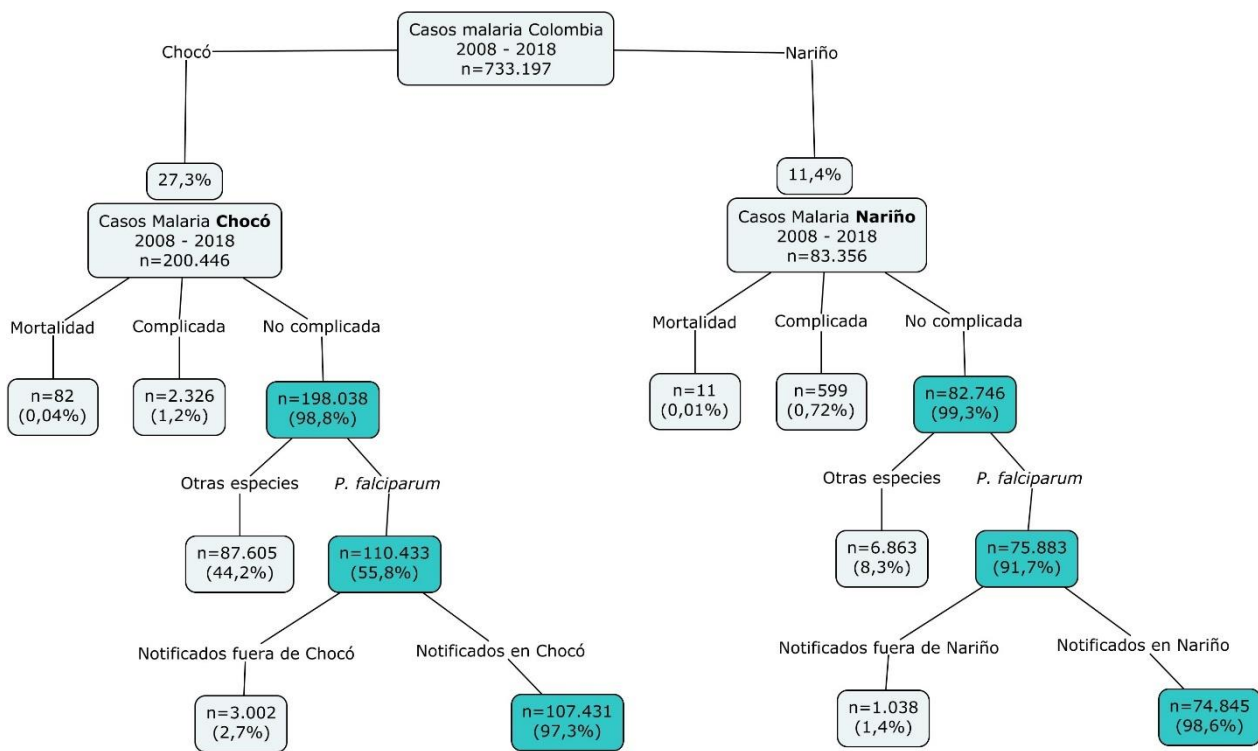 Casos malaria Colombia
2008 - 2018
n=733.197
Chocó
Nariño
27,3%
11,4%
Casos Malaria Chocó
2008 - 2018
n=200.446
Casos Malaria Nariño
2008 - 2018
n=83.356
Mortalidad
Complicada
No complicada
Mortalidad
Complicada
No complicada
n=82
(0,04%)
n=2.326
(1,2%)
n=198.038
(98,8%)
n=11
(0,01%)
n=599
(0,72%)
n=82.746
(99,3%)
Otras especies
P. falciparum
Otras especies
P. falciparum
n=87.605
(44,2%)
n=110.433
(55,8%)
n=6.863
(8,3%)
n=75.883
(91,7%)
Notificados fuera de Chocó
Notificados en Chocó
Notificados fuera de Nariño
Notificados en Nariño
n=3.002
(2,7%)
n=107.431
(97,3%)
n=1.038
(1,4%)
n=74.845
(98,6%)